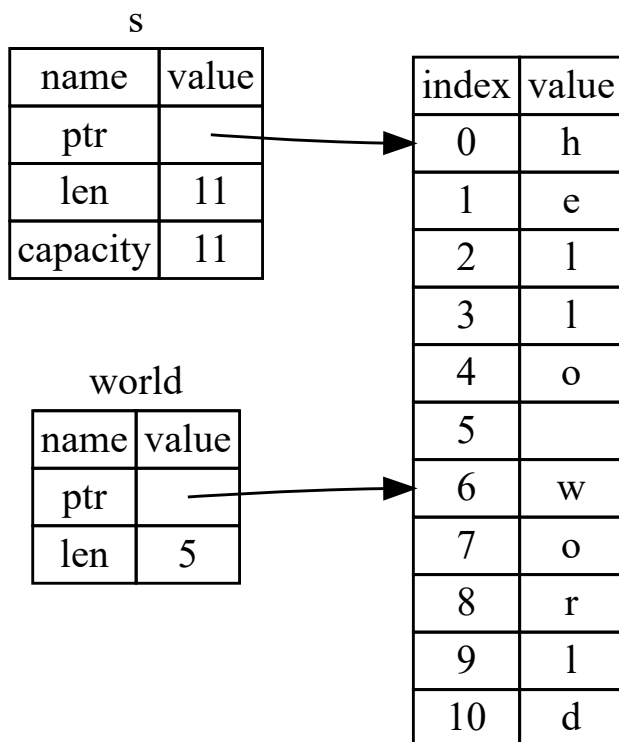 s
name value
ptr
len 11
capacity 11
world
name value
ptr
len 5
index value
0 h
1 e
2 l
3 l
4 o
5
6 w
7 o
8 r
9 l
10 d